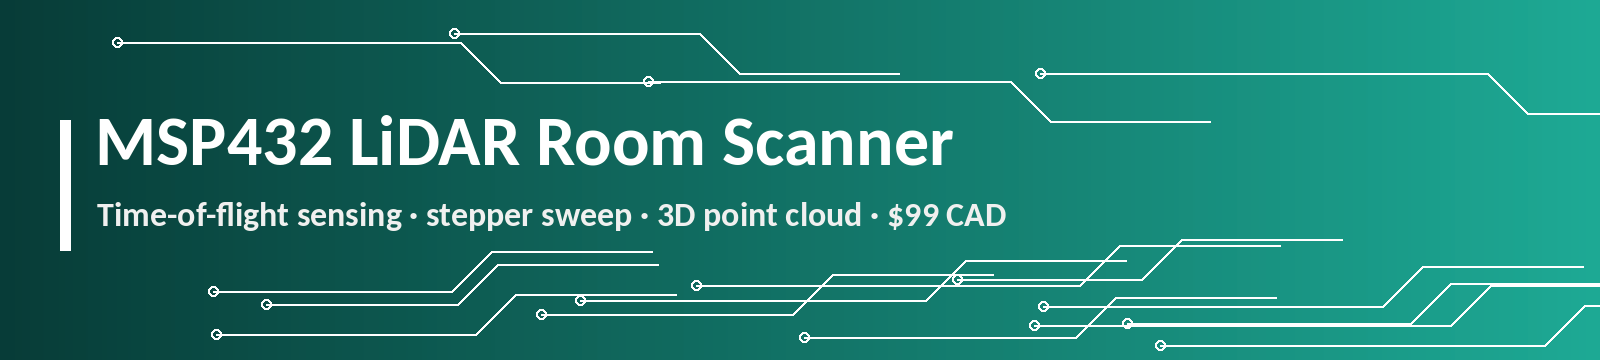 MSP432 LiDAR Room Scanner
Time-of-flight sensing · stepper sweep · 3D point cloud · $99 CAD